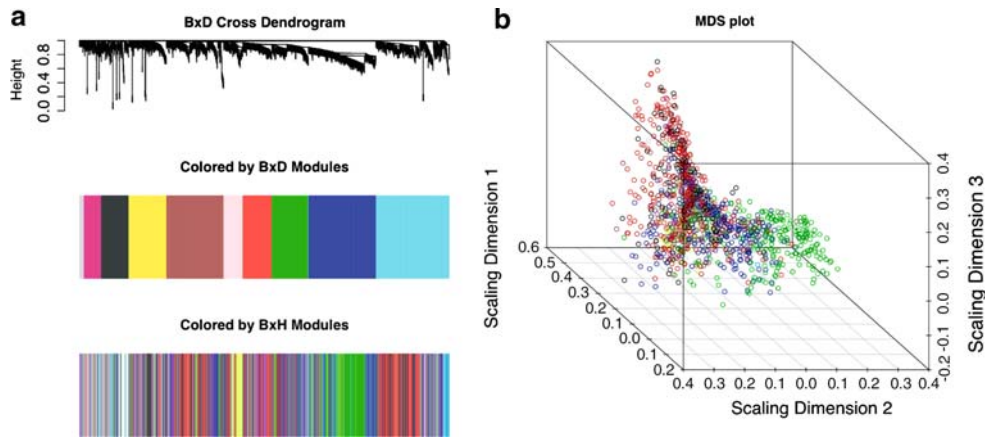 a
BxD Cross Dendrogram
Height
0.0 0.4 0.8
Colored by BxD Modules
Colored by BxH Modules
b
MDS plot
Scaling Dimension 1
0.6
0.5
0.4
0.3
0.2
0.1
0.0
0.1
0.2
0.4 0.3 0.2 0.1 0.0 0.1 0.2 0.3 0.4
Scaling Dimension 2
-0.2 -0.1 0.0 0.1 0.2 0.3 0.4
Scaling Dimension 3